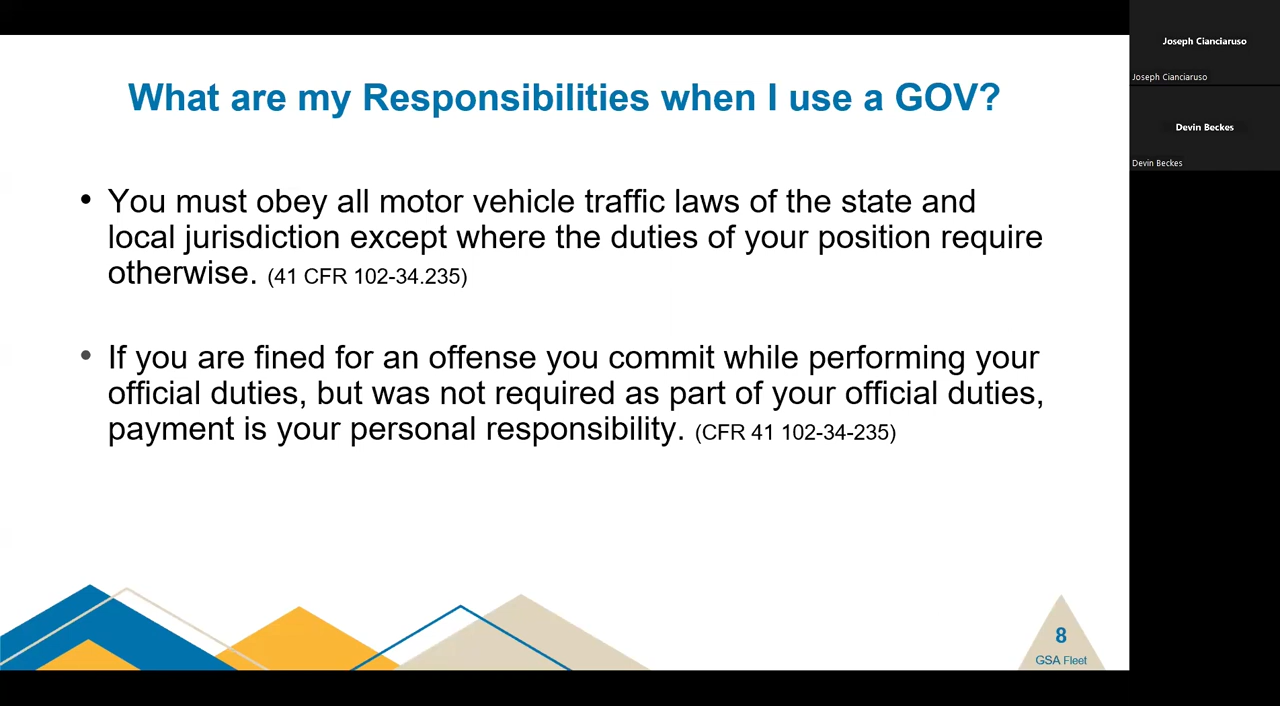 What are my Responsibilities when I use a GOV?
• You must obey all motor vehicle traffic laws of the state and
local jurisdiction except where the duties of your position require
otherwise. (41 CFR 102-34.235)
• If you are fined for an offense you commit while performing your
official duties, but was not required as part of your official duties,
payment is your personal responsibility. (CFR 41 102-34-235)
8
GSA Fleet
Joseph Cianciaruso
Joseph Cianciaruso
Devin Beckes
Devin Beckes